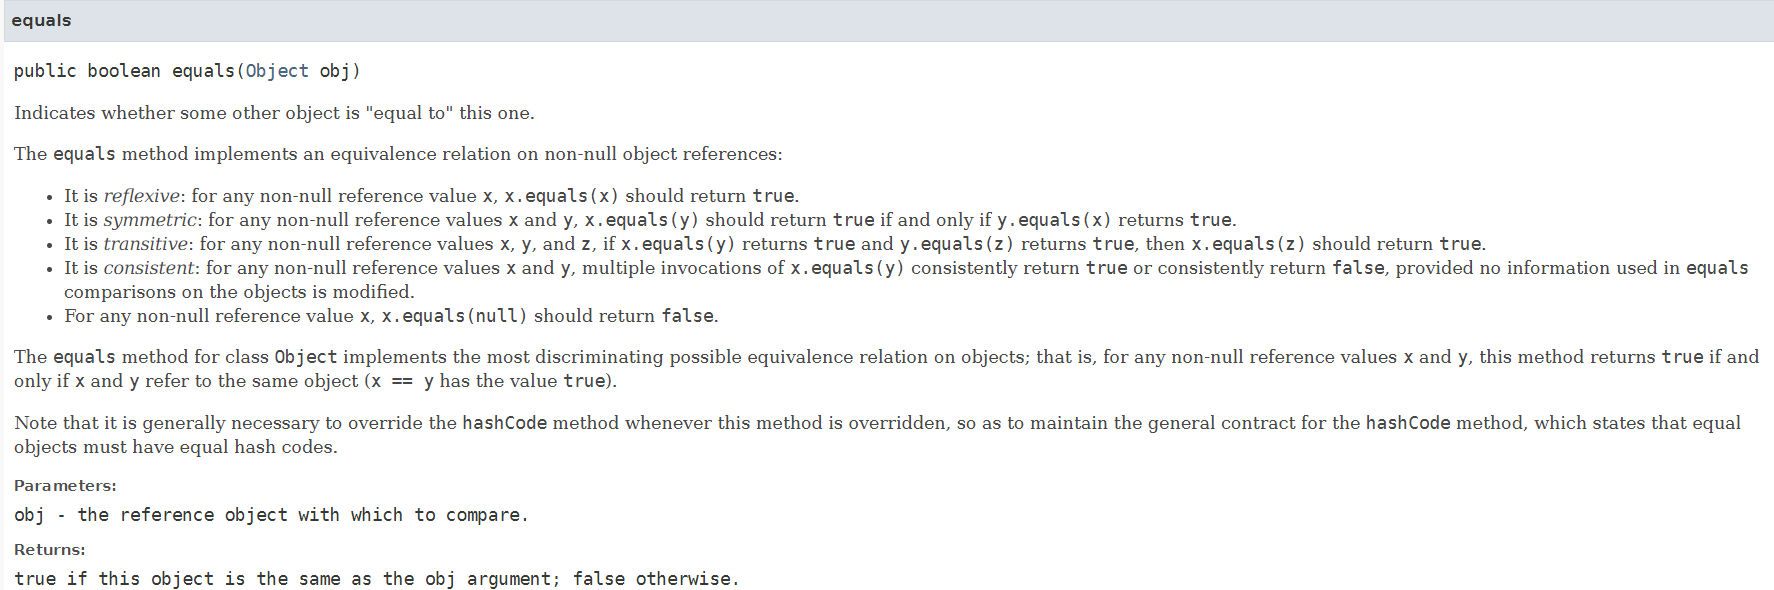 equals
public boolean equals(Object obj)
Indicates whether some other object is "equal to" this one.
The equals method implements an equivalence relation on non-null object references:
• It is reflexive: for any non-null reference value x, x.equals(x) should return true.
• It is symmetric: for any non-null reference values x and y, x.equals(y) should return true if and only if y.equals(x) returns true.
• It is transitive: for any non-null reference values x, y, and z, if x.equals(y) returns true and y.equals(z) returns true, then x.equals(z) should return true.
• It is consistent: for any non-null reference values x and y, multiple invocations of x.equals(y) consistently return true or consistently return false, provided no information used in equals
comparisons on the objects is modified.
• For any non-null reference value x, x.equals(null) should return false.
The equals method for class Object implements the most discriminating possible equivalence relation on objects; that is, for any non-null reference values x and y, this method returns true if and
only if x and y refer to the same object (x == y has the value true).
Note that it is generally necessary to override the hashCode method whenever this method is overridden, so as to maintain the general contract for the hashCode method, which states that equal
objects must have equal hash codes.
Parameters:
obj - the reference object with which to compare.
Returns:
true if this object is the same as the obj argument; false otherwise.